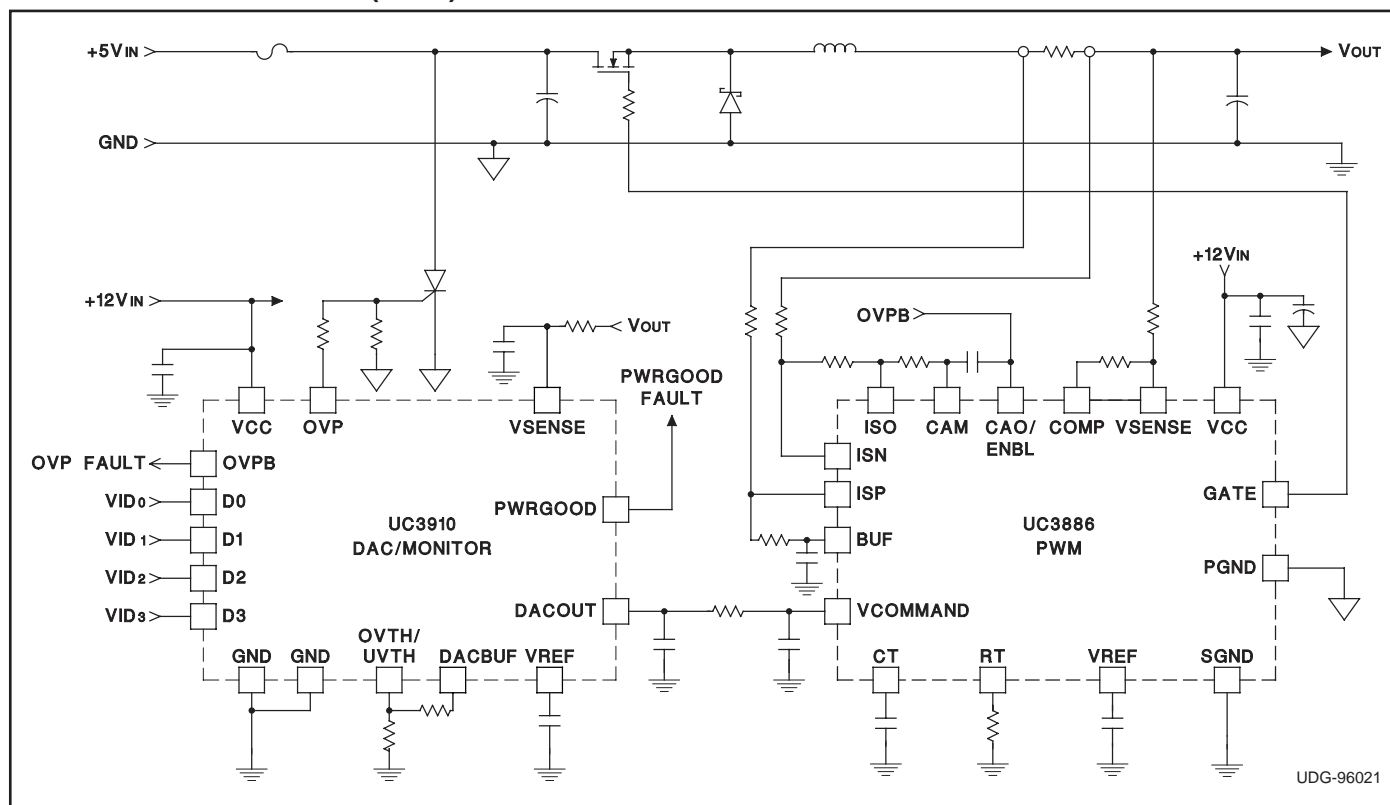 +5VIN
VOUT
GND
+12VIN
+12VIN
OVPB
VOUT
PWRGOOD
FAULT
VCC
OVP
VSENSE
ISO
CAM
CAO/
ENBL
COMP
VSENSE
VCC
OVP FAULT
OVPB
ISN
VID0
D0
PWRGOOD
ISP
GATE
UC3910
DAC/MONITOR
UC3886
PWM
VID1
D1
BUF
VID2
D2
PGND
VID3
D3
DACOUT
VCOMMAND
GND
GND
OVTH/
UVTH
DACBUF
VREF
CT
RT
VREF
SGND
UDG-96021